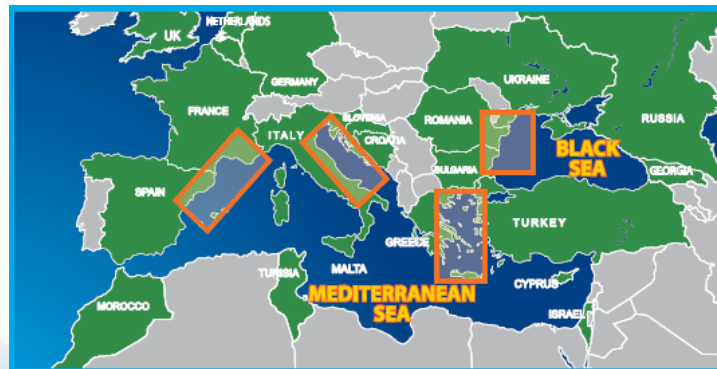 NETHERLANDS
UK
GERMANY
UKRAINE
FRANCE
SLOVENIA
ITALY
ROMANIA
RUSSIA
CROATIA
BLACK
SEA
BULGARIA
GEORGIA
SPAIN
TURKEY
GREECE
TUNISIA
MALTA
CYPRUS
MEDITERRANEAN
SEA
MOROCCO
ISRAEL